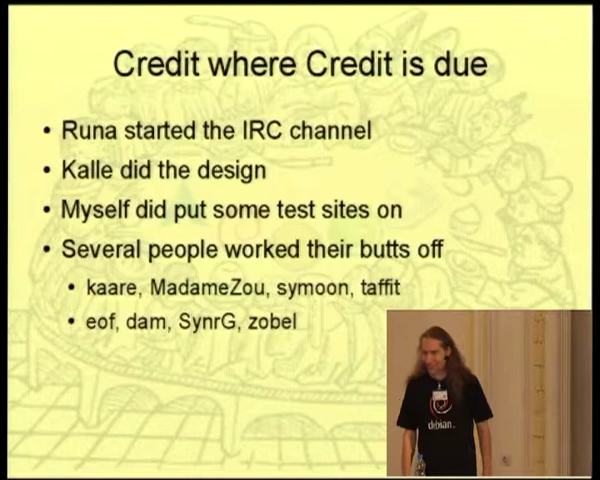 Credit where Credit is due
• Runa started the IRC channel
• Kalle did the design
• Myself did put some test sites on
• Several people worked their butts off
• kaare, MadameZou, symoon, taffit
• eof, dam, SynrG, zobel
debian